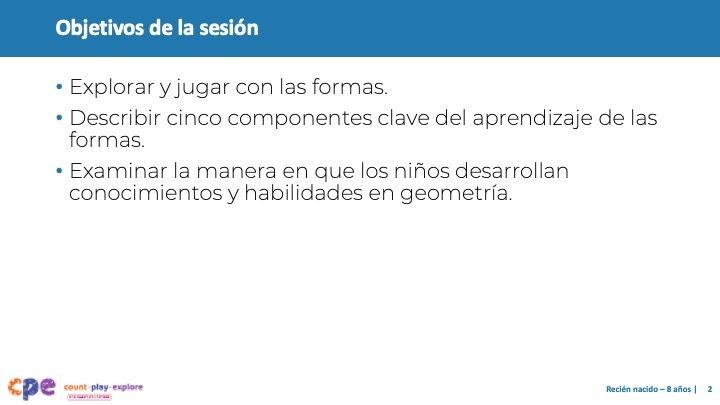 Objetivos de la sesión
• Explorar y jugar con las formas.
• Describir cinco componentes clave del aprendizaje de las
formas.
• Examinar la manera en que los niños desarrollan
conocimientos y habilidades en geometría.
cpe count-play-explore
Recién nacido – 8 años | 2